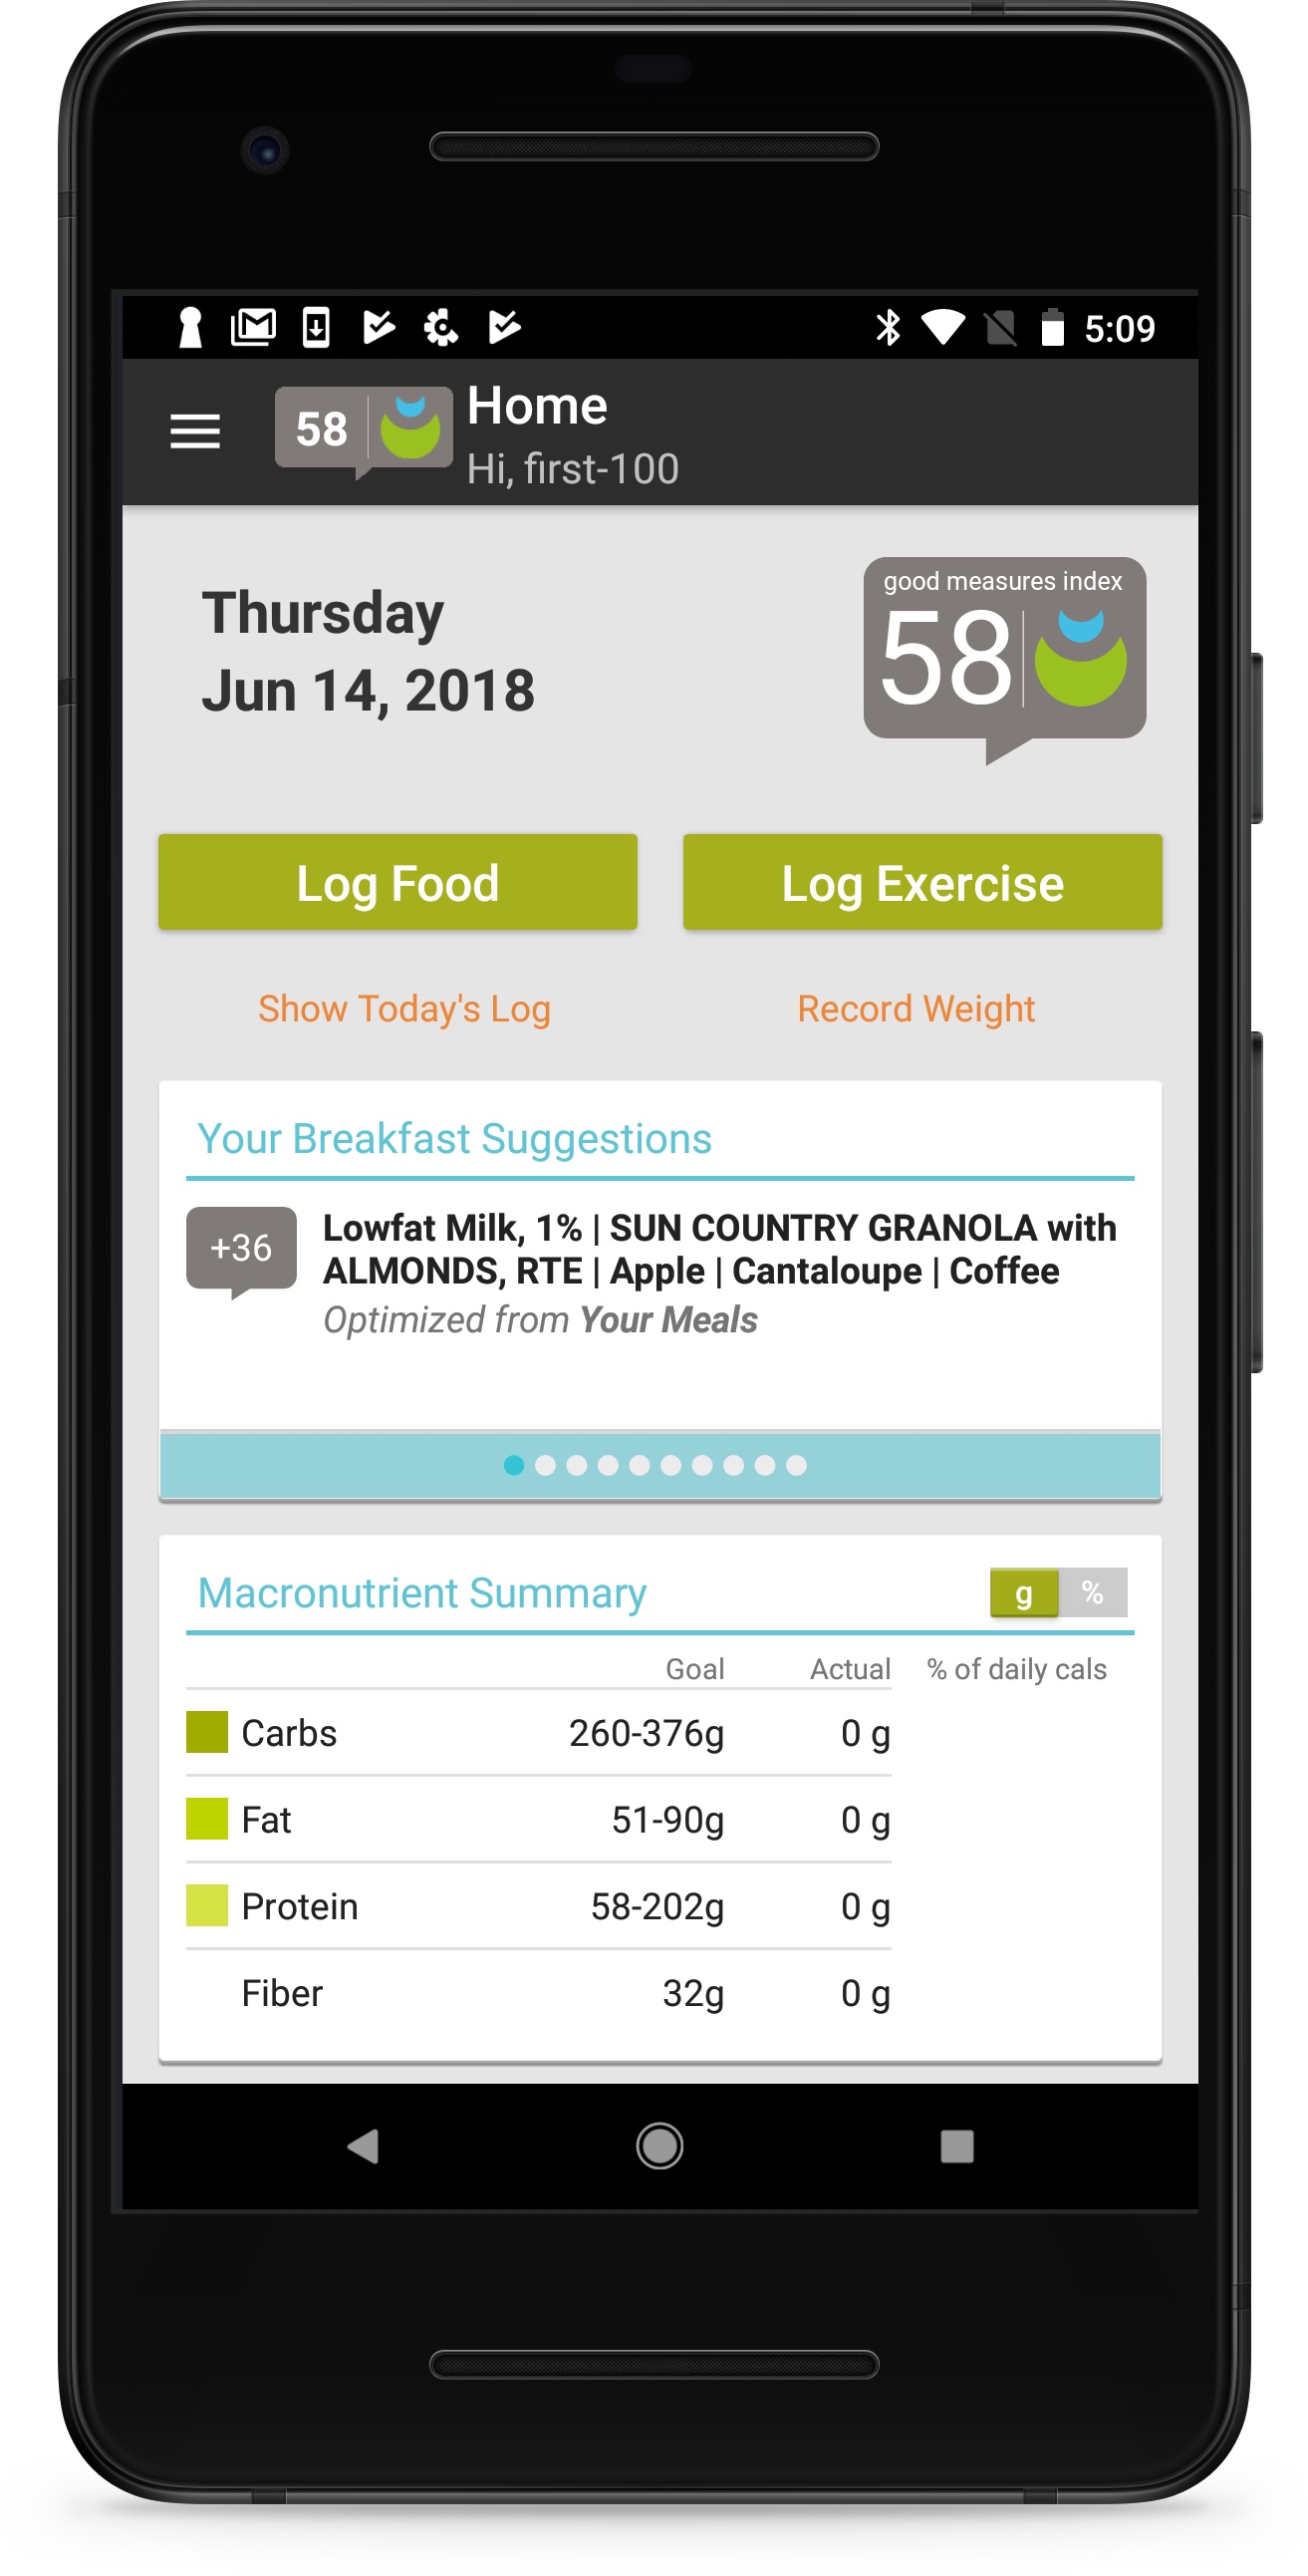 5:09
58
Home
Hi, first-100
Thursday
Jun 14, 2018
good measures index
58
Log Food
Log Exercise
Show Today's Log
Record Weight
Your Breakfast Suggestions
+36
Lowfat Milk, 1% | SUN COUNTRY GRANOLA with
ALMONDS, RTE | Apple | Cantaloupe | Coffee
Optimized from Your Meals
Macronutrient Summary
g %
Goal Actual % of daily cals
Carbs 260-376g 0 g
Fat 51-90g 0 g
Protein 58-202g 0 g
Fiber 32g 0 g